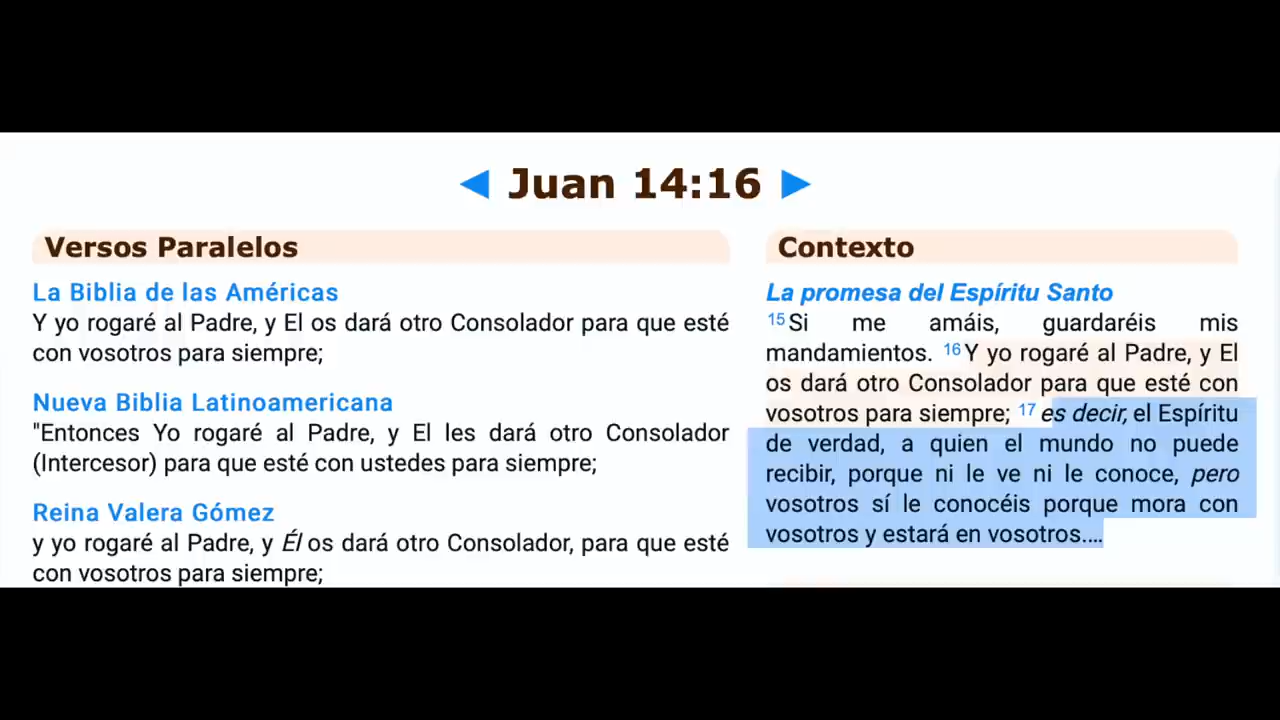 ◄ Juan 14:16 ►
Versos Paralelos
La Biblia de las Américas
Y yo rogaré al Padre, y El os dará otro Consolador para que esté
con vosotros para siempre;
Nueva Biblia Latinoamericana
"Entonces Yo rogaré al Padre, y El les dará otro Consolador
(Intercesor) para que esté con ustedes para siempre;
Reina Valera Gómez
y yo rogaré al Padre, y Él os dará otro Consolador, para que esté
con vosotros para siempre;
Contexto
La promesa del Espíritu Santo
15Si me amáis, guardaréis mis
mandamientos. 16Y yo rogaré al Padre, y El
os dará otro Consolador para que esté con
vosotros para siempre; 17 es decir, el Espíritu
de verdad, a quien el mundo no puede
recibir, porque ni le ve ni le conoce, pero
vosotros sí le conocéis porque mora con
vosotros y estará en vosotros.…